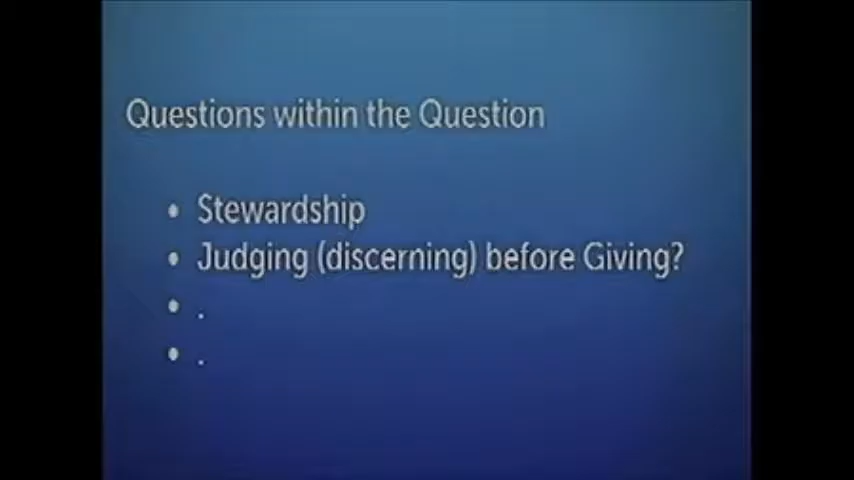 Questions within the Question
• Stewardship
• Judging (discerning) before Giving?
• .
• .